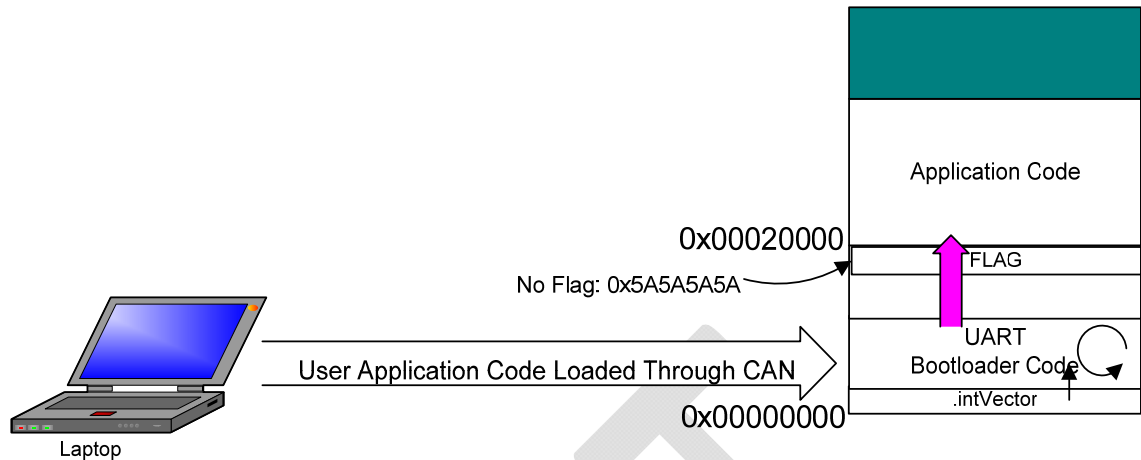 Application Code
0x00020000
FLAG
No Flag: 0x5A5A5A5A
UART
Bootloader Code
User Application Code Loaded Through CAN
.intVector
0x00000000
Laptop